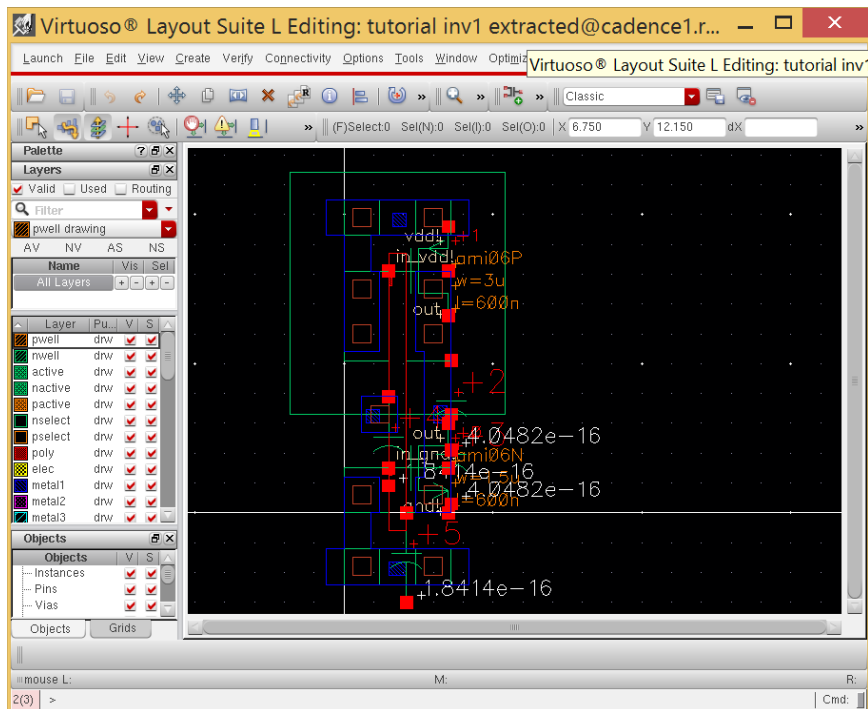 Virtuoso® Layout Suite L Editing: tutorial inv1 extracted@cadence1.r...
Launch File Edit View Create Verify Connectivity Options Tools Window Optimiz
Virtuoso® Layout Suite L Editing: tutorial inv1
Classic
(F)Select:0 Sel(N):0 Sel(I):0 Sel(O):0 X 6.750 Y 12.150 dX
Palette
Layers
Valid Used Routing
Filter
pwell drawing
AV NV AS NS
Name Vis Sel
All Layers
Layer Pu... V S
pwell drw
nwell drw
active drw
nactive drw
pactive drw
nselect drw
pselect drw
poly drw
elec drw
metal1 drw
metal2 drw
metal3 drw
Objects
Objects V S
Instances
Pins
Vias
Objects Grids
vdd! +1
in vdd! ami06P
w=3u
out l=600n
+2
out 4.0482e-16
in gnd! ami06N
1.8414e-16
4.0482e-16
gnd! =600n
+5
1.8414e-16
mouse L: M: R:
2(3) > Cmd: